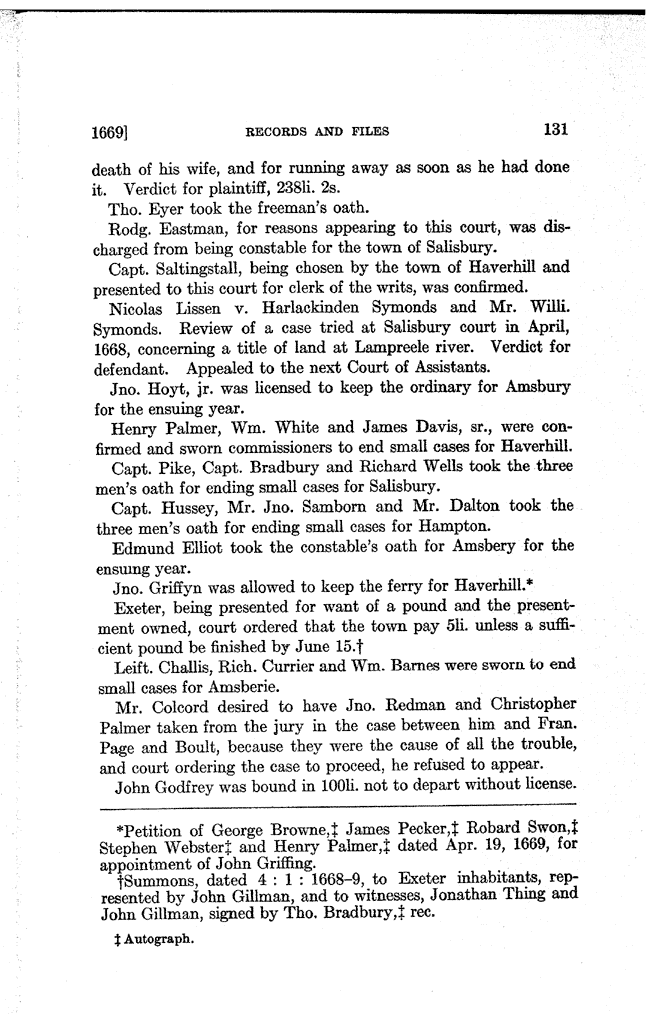 1669] RECORDS AND FILES 131
death of his wife, and for running away as soon as he had done
it. Verdict for plaintiff, 238li. 2s.
Tho. Eyer took the freeman's oath.
Rodg. Eastman, for reasons appearing to this court, was dis-
charged from being constable for the town of Salisbury.
Capt. Saltingstall, being chosen by the town of Haverhill and
presented to this court for clerk of the writs, was confirmed.
Nicolas Lissen v. Harlackinden Symonds and Mr. Willi.
Symonds. Review of a case tried at Salisbury court in April,
1668, concerning a title of land at Lampreele river. Verdict for
defendant. Appealed to the next Court of Assistants.
Jno. Hoyt, jr. was licensed to keep the ordinary for Amsbury
for the ensuing year.
Henry Palmer, Wm. White and James Davis, sr., were con-
firmed and sworn commissioners to end small cases for Haverhill.
Capt. Pike, Capt. Bradbury and Richard Wells took the three
men's oath for ending small cases for Salisbury.
Capt. Hussey, Mr. Jno. Samborn and Mr. Dalton took the
three men's oath for ending small cases for Hampton.
Edmund Elliot took the constable's oath for Amsbery for the
ensuing year.
Jno. Griffyn was allowed to keep the ferry for Haverhill.*
Exeter, being presented for want of a pound and the present-
ment owned, court ordered that the town pay 5li. unless a suffi-
cient pound be finished by June 15.†
Leift. Challis, Rich. Currier and Wm. Barnes were sworn to end
small cases for Amsberie.
Mr. Colcord desired to have Jno. Redman and Christopher
Palmer taken from the jury in the case between him and Fran.
Page and Boult, because they were the cause of all the trouble,
and court ordering the case to proceed, he refused to appear.
John Godfrey was bound in 100li. not to depart without license.
*Petition of George Browne,‡ James Pecker,‡ Robard Swon,‡
Stephen Webster‡ and Henry Palmer,‡ dated Apr. 19, 1669, for
appointment of John Griffing.
†Summons, dated 4 : 1 : 1668-9, to Exeter inhabitants, rep-
resented by John Gillman, and to witnesses, Jonathan Thing and
John Gillman, signed by Tho. Bradbury,‡ rec.
‡ Autograph.